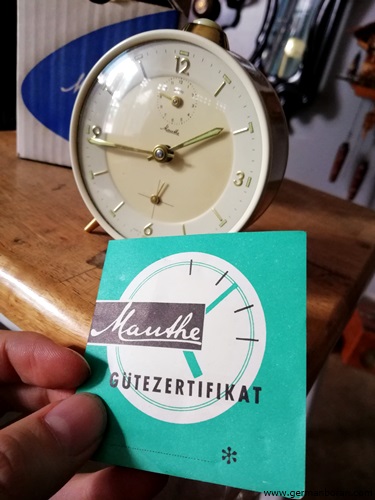 12
3
6
9
Mauthe
Mauthe
GÜTEZERTIFIKAT
*